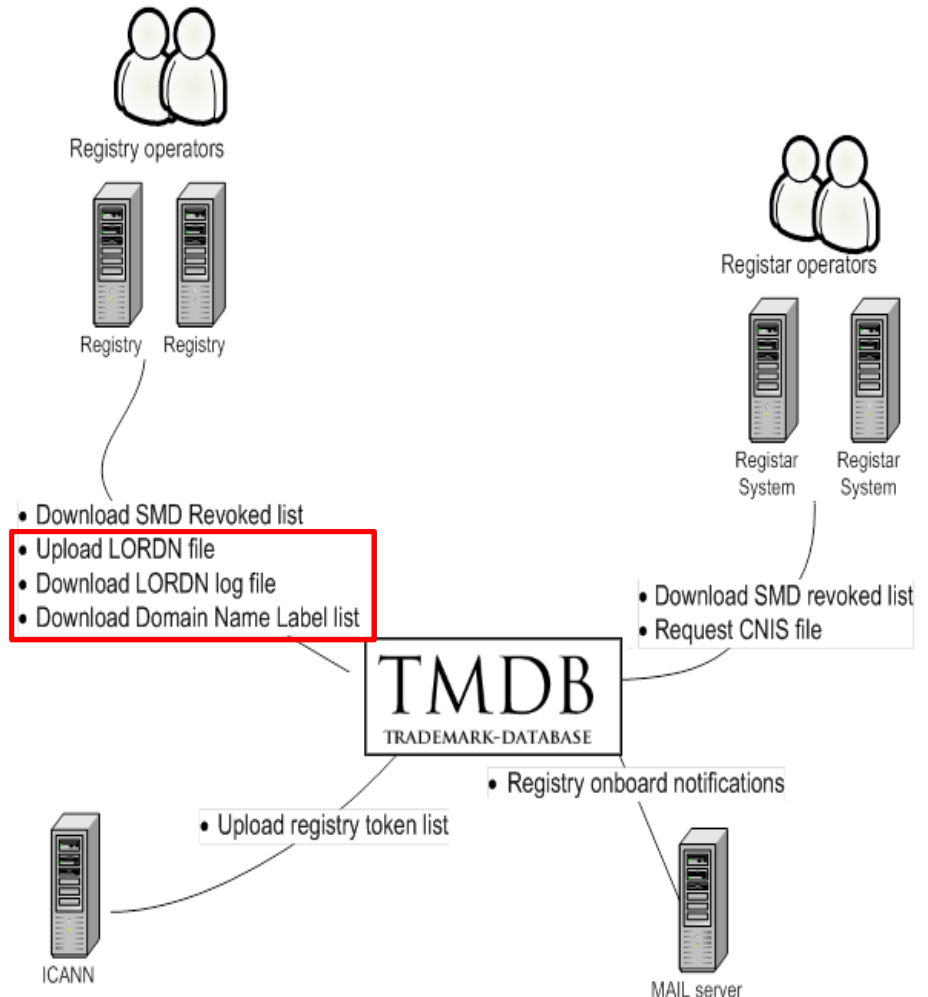 Registry operators
Registar operators
Registry
Registry
Registar
System
Registar
System
• Download SMD Revoked list
• Upload LORDN file
• Download LORDN log file
• Download Domain Name Label list
• Download SMD revoked list
• Request CNIS file
TMDB
TRADEMARK-DATABASE
• Registry onboard notifications
• Upload registry token list
ICANN
MAIL server